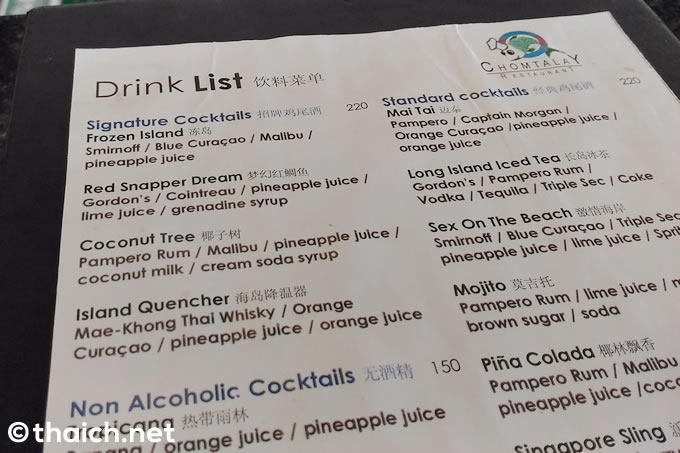 CHOMTALAY
RESTAURANT
Drink List 饮料菜单
Signature Cocktails 招牌鸡尾酒 220
Frozen Island 冻岛
Smirnoff / Blue Curaçao / Malibu /
pineapple juice
Red Snapper Dream 梦幻红鲷鱼
Gordon's / Cointreau / pineapple juice /
lime juice / grenadine syrup
Coconut Tree 椰子树
Pampero Rum / Malibu / pineapple juice /
coconut milk / cream soda syrup
Island Quencher 海岛降温器
Mae-Khong Thai Whisky / Orange
Curaçao / pineapple juice / orange juice
Non Alcoholic Cocktails 无酒精 150
热带雨林
/ orange juice / pineapple juice
Standard cocktails 经典鸡尾酒 220
Mai Tai 迈泰
Pampero / Captain Morgan /
Orange Curaçao /pineapple juice /
orange juice
Long Island Iced Tea 长岛冰茶
Gordon's / Pampero Rum /
Vodka / Tequila / Triple Sec / Coke
Sex On The Beach 激情海岸
Smirnoff / Blue Curaçao / Triple Sec
pineapple juice / lime juice / Sprit
Mojito 莫吉托
Pampero Rum / lime juice / m
brown sugar / soda
Piña Colada 椰林飘香
Pampero Rum / Malibu
pineapple juice /coco
Singapore Sling
©thaich.net